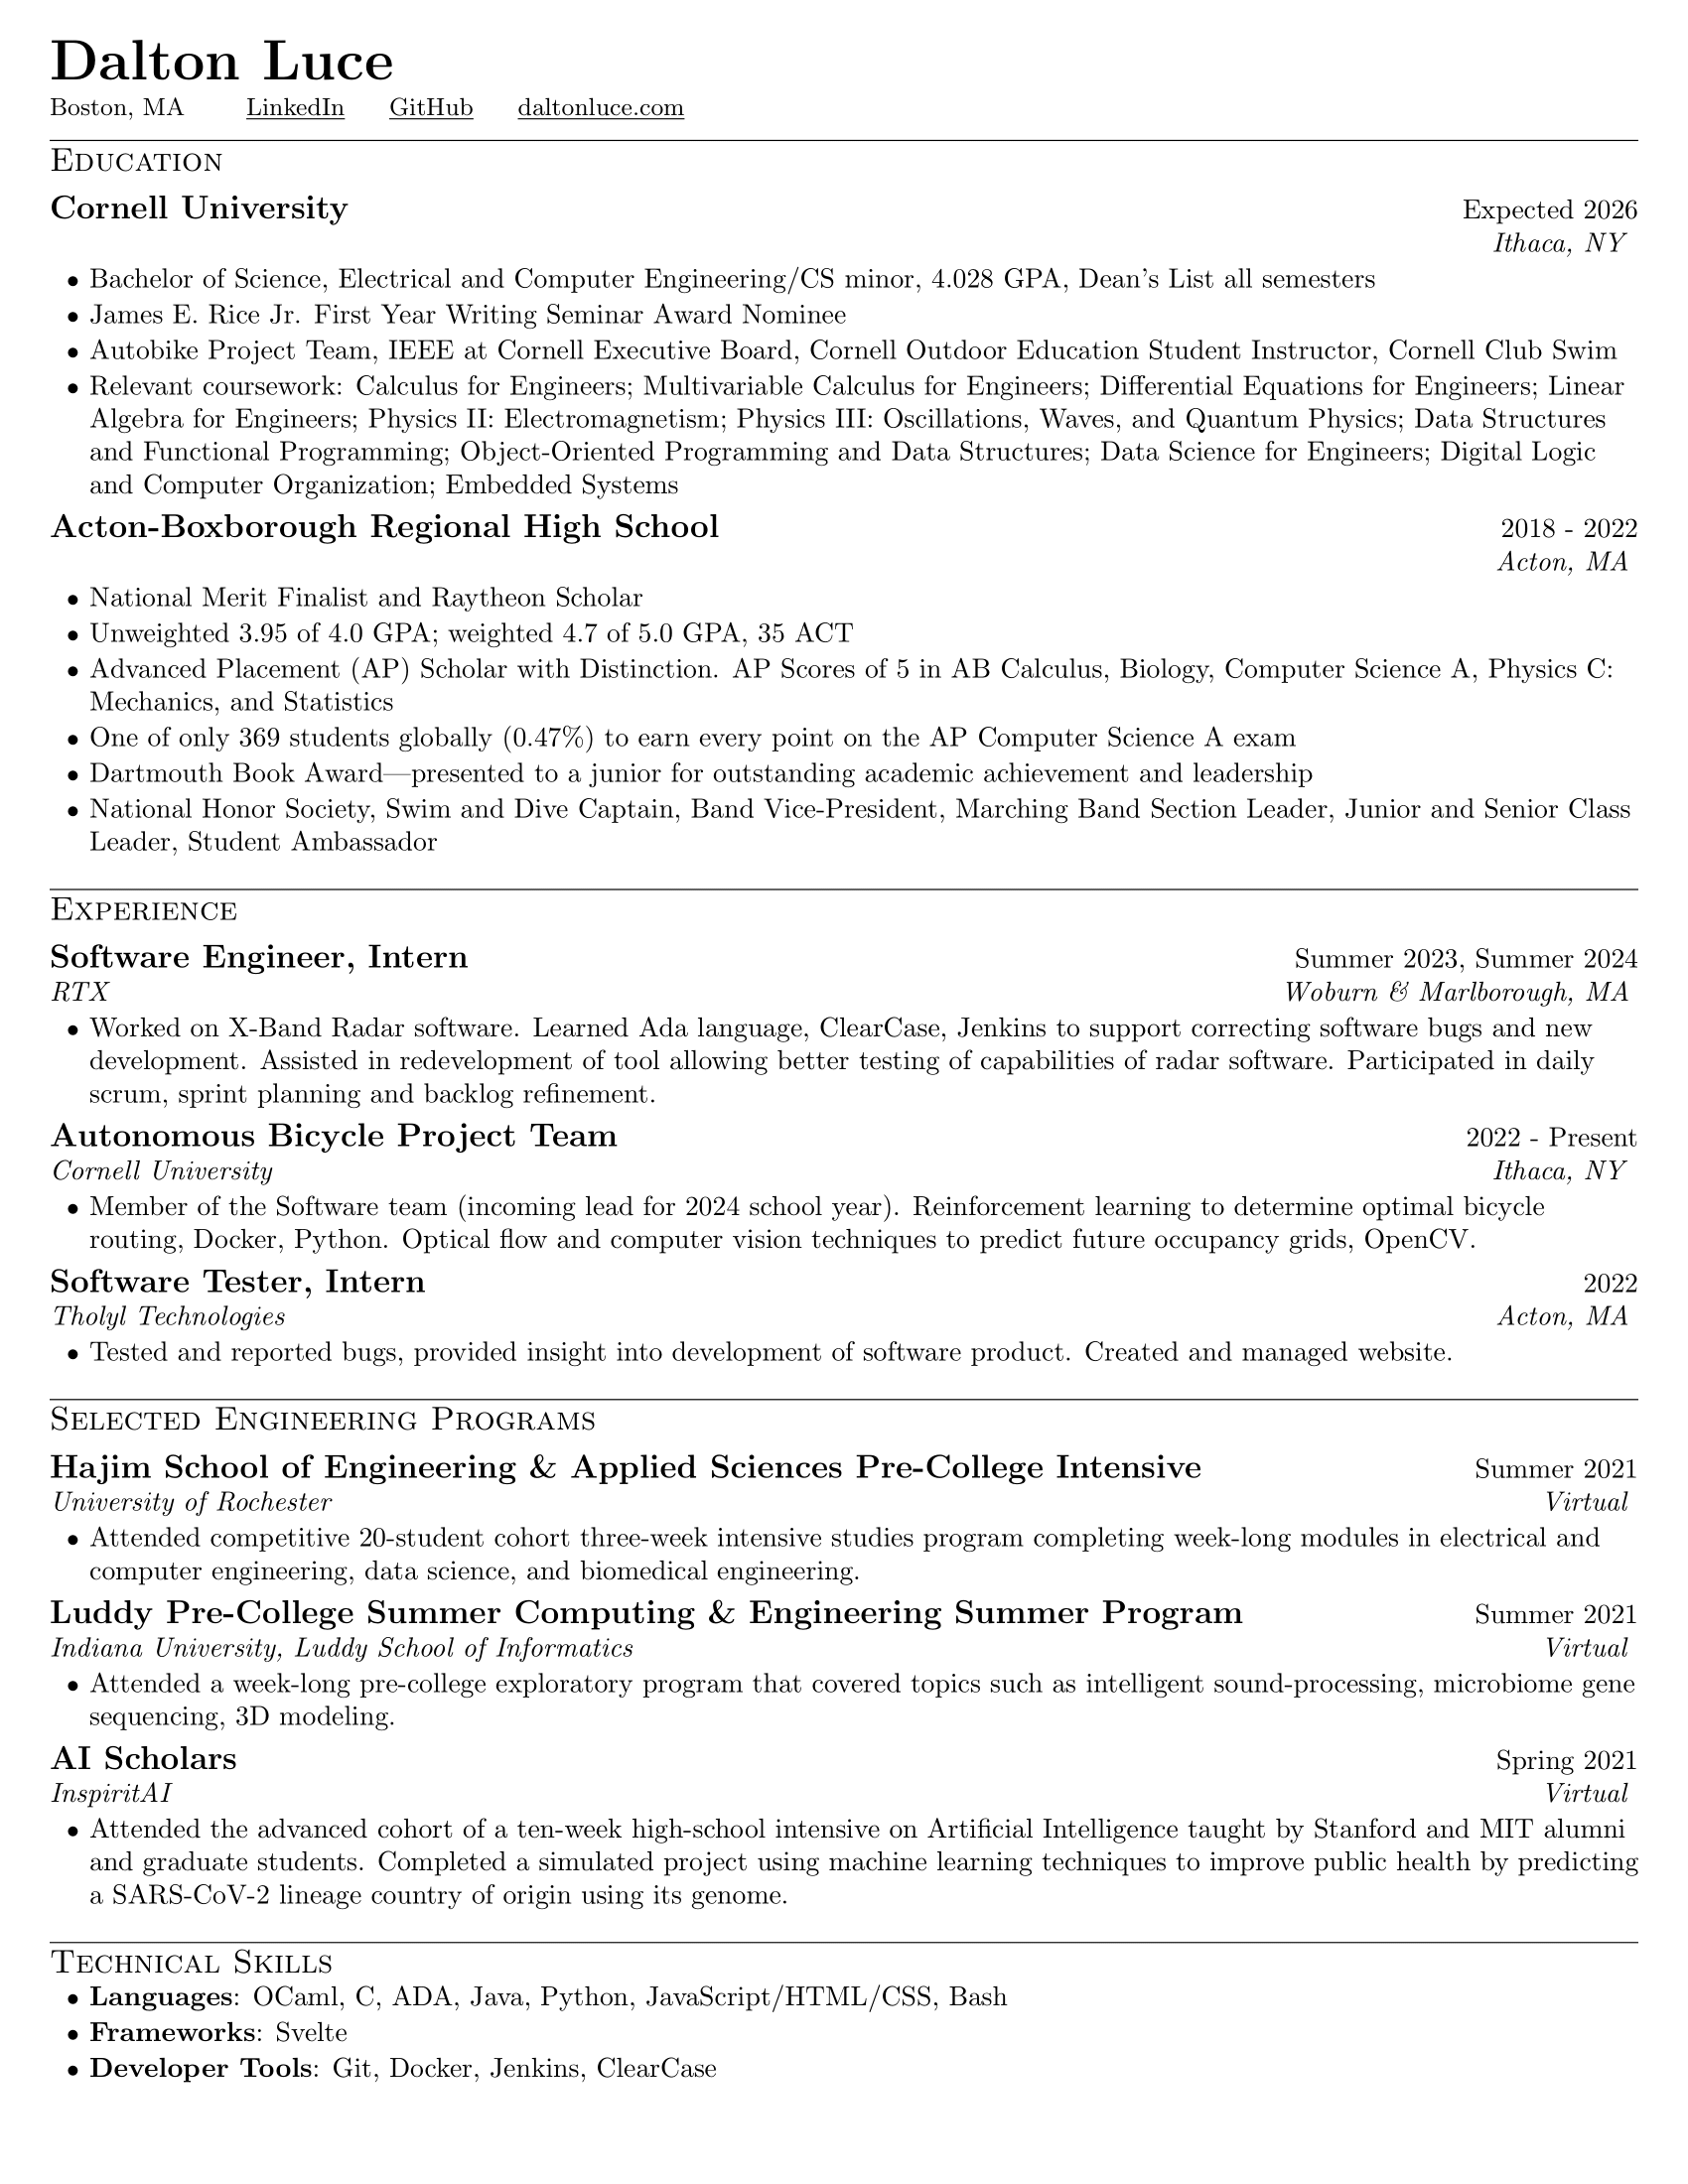 Dalton Luce
Boston, MA LinkedIn GitHub daltonluce.com
Education
Cornell University Expected 2026
Ithaca, NY
• Bachelor of Science, Electrical and Computer Engineering/CS minor, 4.028 GPA, Dean's List all semesters
• James E. Rice Jr. First Year Writing Seminar Award Nominee
• Autobike Project Team, IEEE at Cornell Executive Board, Cornell Outdoor Education Student Instructor, Cornell Club Swim
• Relevant coursework: Calculus for Engineers; Multivariable Calculus for Engineers; Differential Equations for Engineers; Linear
Algebra for Engineers; Physics II: Electromagnetism; Physics III: Oscillations, Waves, and Quantum Physics; Data Structures
and Functional Programming; Object-Oriented Programming and Data Structures; Data Science for Engineers; Digital Logic
and Computer Organization; Embedded Systems
Acton-Boxborough Regional High School 2018 - 2022
Acton, MA
• National Merit Finalist and Raytheon Scholar
• Unweighted 3.95 of 4.0 GPA; weighted 4.7 of 5.0 GPA, 35 ACT
• Advanced Placement (AP) Scholar with Distinction. AP Scores of 5 in AB Calculus, Biology, Computer Science A, Physics C:
Mechanics, and Statistics
• One of only 369 students globally (0.47%) to earn every point on the AP Computer Science A exam
• Dartmouth Book Award—presented to a junior for outstanding academic achievement and leadership
• National Honor Society, Swim and Dive Captain, Band Vice-President, Marching Band Section Leader, Junior and Senior Class
Leader, Student Ambassador
Experience
Software Engineer, Intern Summer 2023, Summer 2024
RTX Woburn & Marlborough, MA
• Worked on X-Band Radar software. Learned Ada language, ClearCase, Jenkins to support correcting software bugs and new
development. Assisted in redevelopment of tool allowing better testing of capabilities of radar software. Participated in daily
scrum, sprint planning and backlog refinement.
Autonomous Bicycle Project Team 2022 - Present
Cornell University Ithaca, NY
• Member of the Software team (incoming lead for 2024 school year). Reinforcement learning to determine optimal bicycle
routing, Docker, Python. Optical flow and computer vision techniques to predict future occupancy grids, OpenCV.
Software Tester, Intern 2022
Tholyl Technologies Acton, MA
• Tested and reported bugs, provided insight into development of software product. Created and managed website.
Selected Engineering Programs
Hajim School of Engineering & Applied Sciences Pre-College Intensive Summer 2021
University of Rochester Virtual
• Attended competitive 20-student cohort three-week intensive studies program completing week-long modules in electrical and
computer engineering, data science, and biomedical engineering.
Luddy Pre-College Summer Computing & Engineering Summer Program Summer 2021
Indiana University, Luddy School of Informatics Virtual
• Attended a week-long pre-college exploratory program that covered topics such as intelligent sound-processing, microbiome gene
sequencing, 3D modeling.
AI Scholars Spring 2021
InspiritAI Virtual
• Attended the advanced cohort of a ten-week high-school intensive on Artificial Intelligence taught by Stanford and MIT alumni
and graduate students. Completed a simulated project using machine learning techniques to improve public health by predicting
a SARS-CoV-2 lineage country of origin using its genome.
Technical Skills
• Languages: OCaml, C, ADA, Java, Python, JavaScript/HTML/CSS, Bash
• Frameworks: Svelte
• Developer Tools: Git, Docker, Jenkins, ClearCase